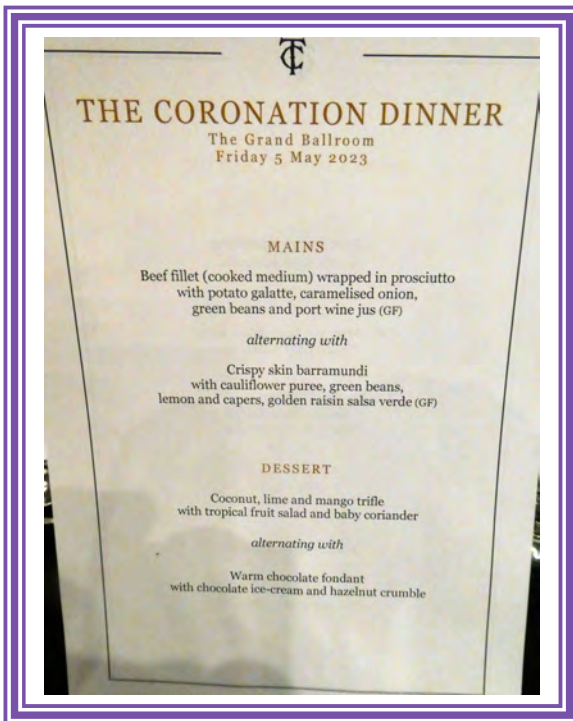 TC
THE CORONATION DINNER
The Grand Ballroom
Friday 5 May 2023
MAINS
Beef fillet (cooked medium) wrapped in prosciutto
with potato galatte, caramelised onion,
green beans and port wine jus (GF)
alternating with
Crispy skin barramundi
with cauliflower puree, green beans,
lemon and capers, golden raisin salsa verde (GF)
DESSERT
Coconut, lime and mango trifle
with tropical fruit salad and baby coriander
alternating with
Warm chocolate fondant
with chocolate ice-cream and hazelnut crumble